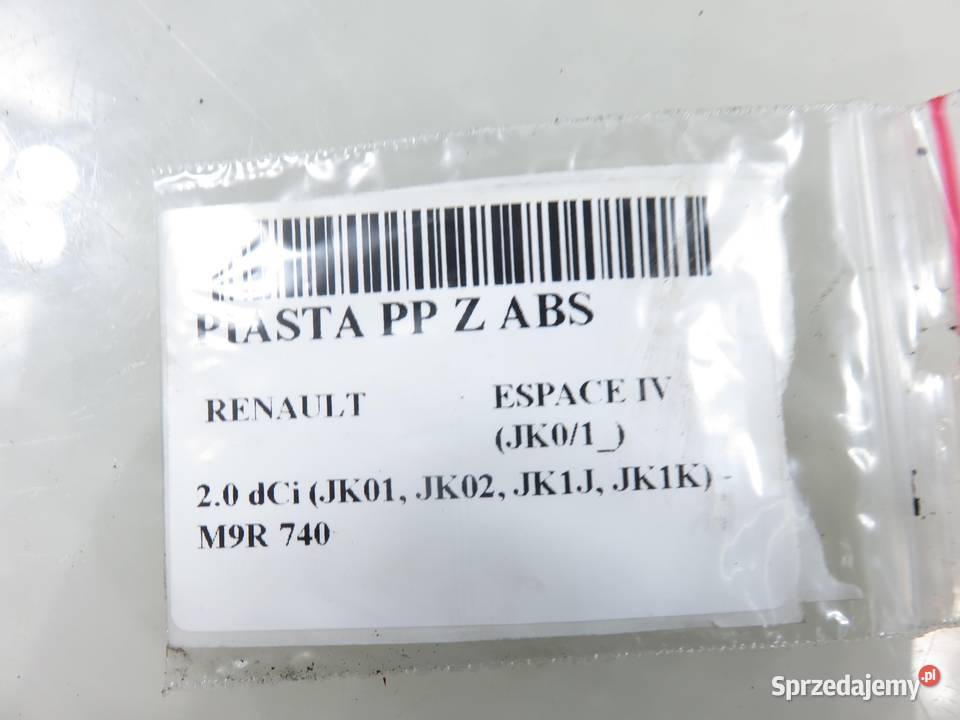 PIASTA PP Z ABS
RENAULT ESPACE IV
(JK0/1_)
2.0 dCi (JK01, JK02, JK1J, JK1K) -
M9R 740
Sprzedajemy.pl